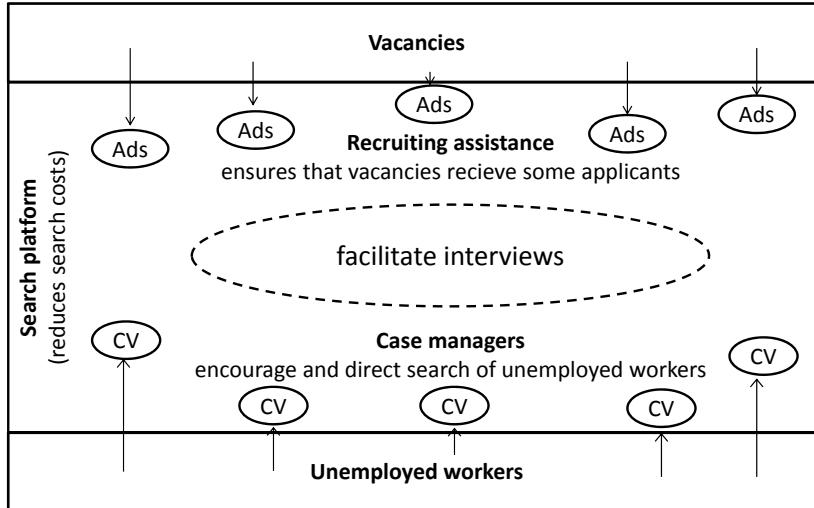 Vacancies
Ads
Ads
Ads
Ads
Ads
Recruiting assistance
ensures that vacancies recieve some applicants
Search platform
(reduces search costs)
facilitate interviews
CV
Case managers
CV
encourage and direct search of unemployed workers
CV
CV
CV
Unemployed workers